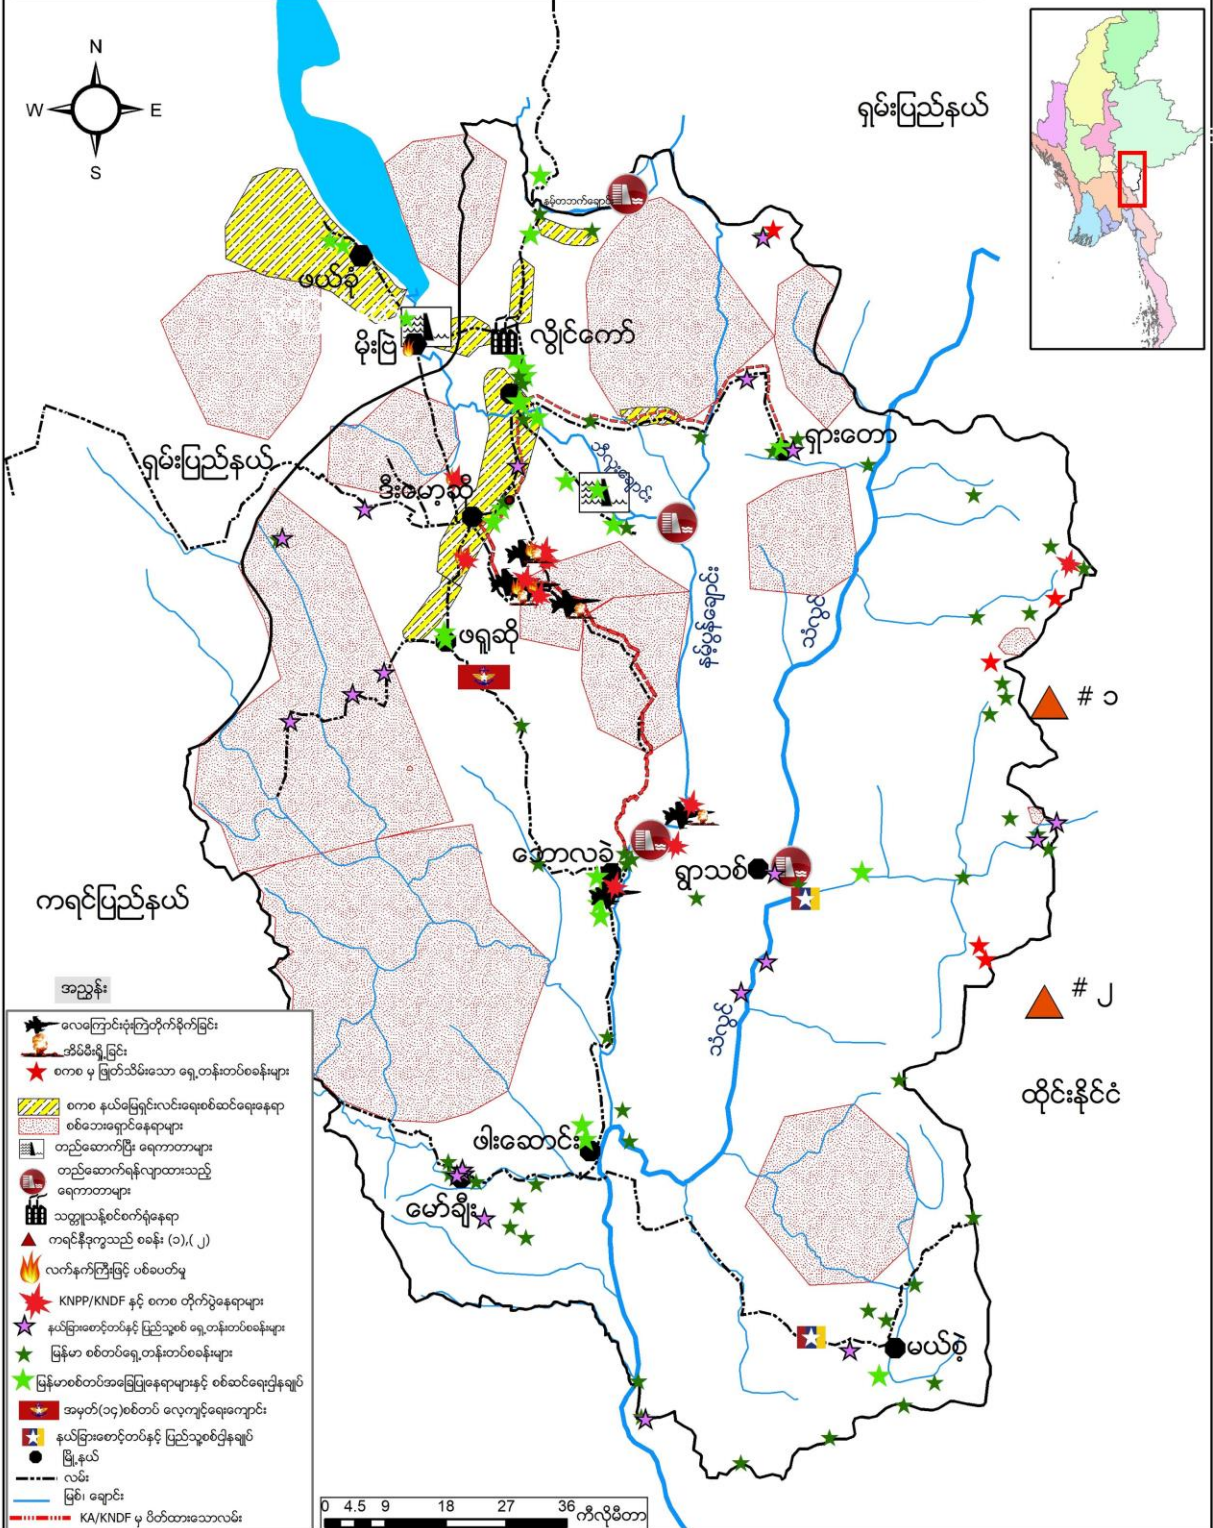 N
W E
S
ရှမ်းပြည်နယ်
နမ့်တဘက်ချောင်း
ဖယ်ခုံ
မိုးဗြဲ
လွိုင်ကော်
ရှားတော
ရှမ်းပြည်နယ်
ဒီးမော့ဆို
ဘီလူးချောင်း
နမ့်ပွန်ချောင်း
သံလွင်
ဖရူဆို
# ၁
ဘောလခဲ
ရွာသစ်
ကရင်ပြည်နယ်
# ၂
သံလွင်
ထိုင်းနိုင်ငံ
ဖါးဆောင်း
မော်ချီး
မယ်စဲ့
အညွှန်း
လေကြောင်းဗုံးကြဲတိုက်ခိုက်ခြင်း
အိမ်မီးရှို့ခြင်း
စကစ မှ ဖြုတ်သိမ်းသော ရှေ့တန်းတပ်စခန်းများ
စကစ နယ်မြေရှင်းလင်းရေးစစ်ဆင်ရေးနေရာ
စစ်ဘေးရှောင်နေရာများ
တည်ဆောက်ပြီး ရေကာတာများ
တည်ဆောက်ရန်လျာထားသည့်
ရေကာတာများ
သတ္တုသန့်စင်စက်ရုံနေရာ
ကရင်နီဒုက္ခသည် စခန်း (၁),(၂)
လက်နက်ကြီးဖြင့် ပစ်ခပတ်မှု
KNPP/KNDF နှင့် စကစ တိုက်ပွဲနေရာများ
နယ်ခြားစောင့်တပ်နှင့် ပြည်သူ့စစ် ရှေ့တန်းတပ်စခန်းများ
မြန်မာ စစ်တပ်ရှေ့တန်းတပ်စခန်းများ
မြန်မာစစ်တပ်အခြေပြုနေရာများနှင့် စစ်ဆင်ရေးဌါနချုပ်
အမှတ်(၁၄)စစ်တပ် လေ့ကျင့်ရေးကျောင်း
နယ်ခြားစောင့်တပ်နှင့် ပြည်သူ့စစ်ဌါနချုပ်
မြို့နယ်
လမ်း
မြစ်၊ ချောင်း
KA/KNDF မှ ပိတ်ထားသောလမ်း
0 4.5 9 18 27 36 ကီလိုမီတာ